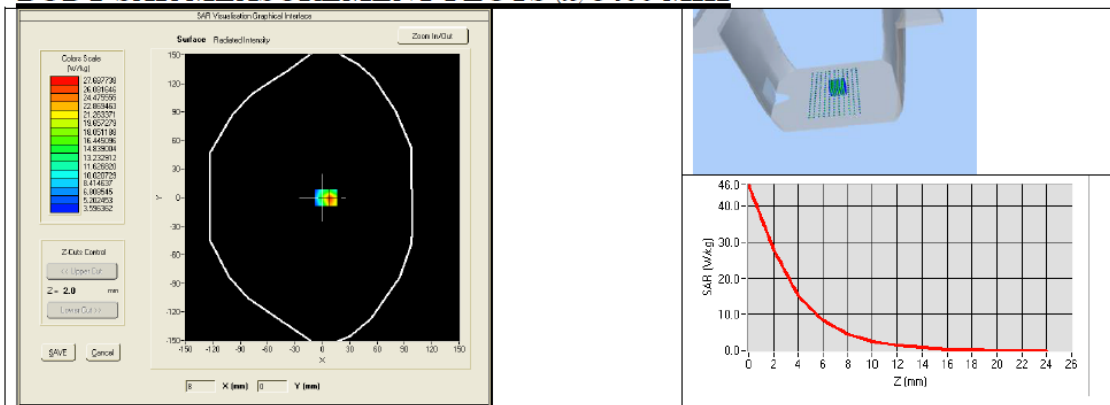 SAR Visualisation Graphical Interface
Surface Radiated Intensity
Zoom In/Out
Colors Scale
(W/kg)
27.697738
26.091646
24.475555
22.869463
21.263371
19.657279
18.051188
16.445096
14.839004
13.232912
11.626820
10.020729
8.414637
6.808545
5.202453
3.596362
Z-Cuts Control
<< Upper Cut
Z = 2.0 mm
Lower Cut >>
SAVE Cancel
150-
120-
90-
60-
30-
Y 0-
-30-
-60-
-90-
-120-
-150-
-150 -120 -90 -60 -30 0 30 60 90 120 150
X
8 X (mm) 0 Y (mm)
46.0-
40.0-
30.0-
SAR (W/kg)
20.0-
10.0-
0.0-
0 2 4 6 8 10 12 14 16 18 20 22 24 26
Z (mm)